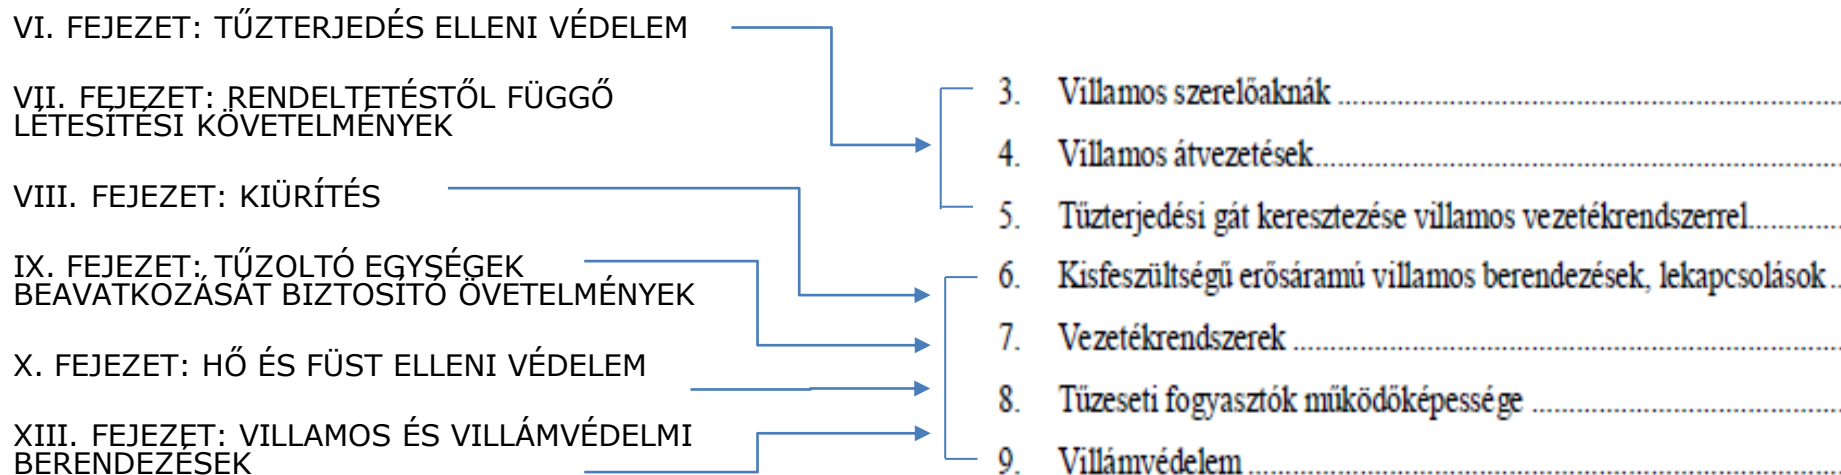 VI. FEJEZET: TŰZTERJEDÉS ELLENI VÉDELEM
VII. FEJEZET: RENDELTETÉSTŐL FÜGGŐ
LÉTESÍTÉSI KÖVETELMÉNYEK
VIII. FEJEZET: KIÜRÍTÉS
IX. FEJEZET: TŰZOLTÓ EGYSÉGEK
BEAVATKOZÁSÁT BIZTOSÍTÓ ÖVETELMÉNYEK
X. FEJEZET: HŐ ÉS FÜST ELLENI VÉDELEM
XIII. FEJEZET: VILLAMOS ÉS VILLÁMVÉDELMI
BERENDEZÉSEK
3. Villamos szerelőaknák
4. Villamos átvezetések
5. Tűzterjedési gát keresztezése villamos vezetékrendszerrel
6. Kisfeszültségű erősáramú villamos berendezések, lekapcsolások
7. Vezetékrendszerek
8. Tűzeseti fogyasztók működőképessége
9. Villámvédelem